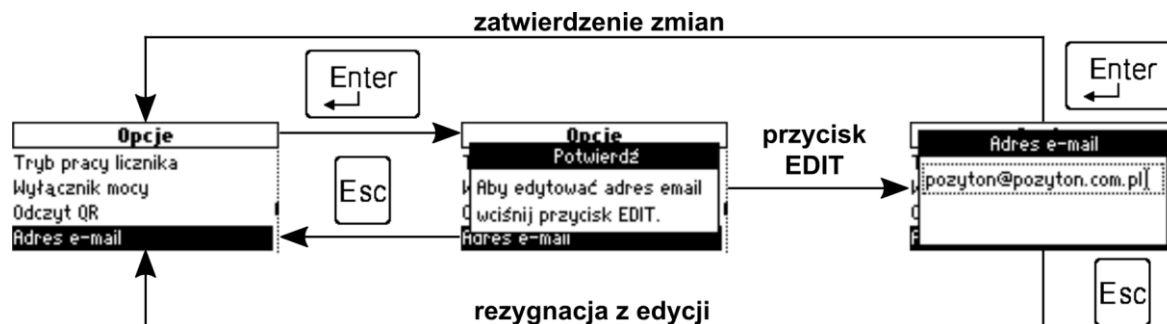 zatwierdzenie zmian
Enter
Enter
Opcje
Tryb pracy licznika
Wyłącznik mocy
Odczyt QR
Adres e-mail
Esc
Opcje
Potwierdź
Aby edytować adres email
wciśnij przycisk EDIT.
Adres e-mail
przycisk
EDIT
Adres e-mail
pozyton@pozyton.com.pl
Esc
rezygnacja z edycji